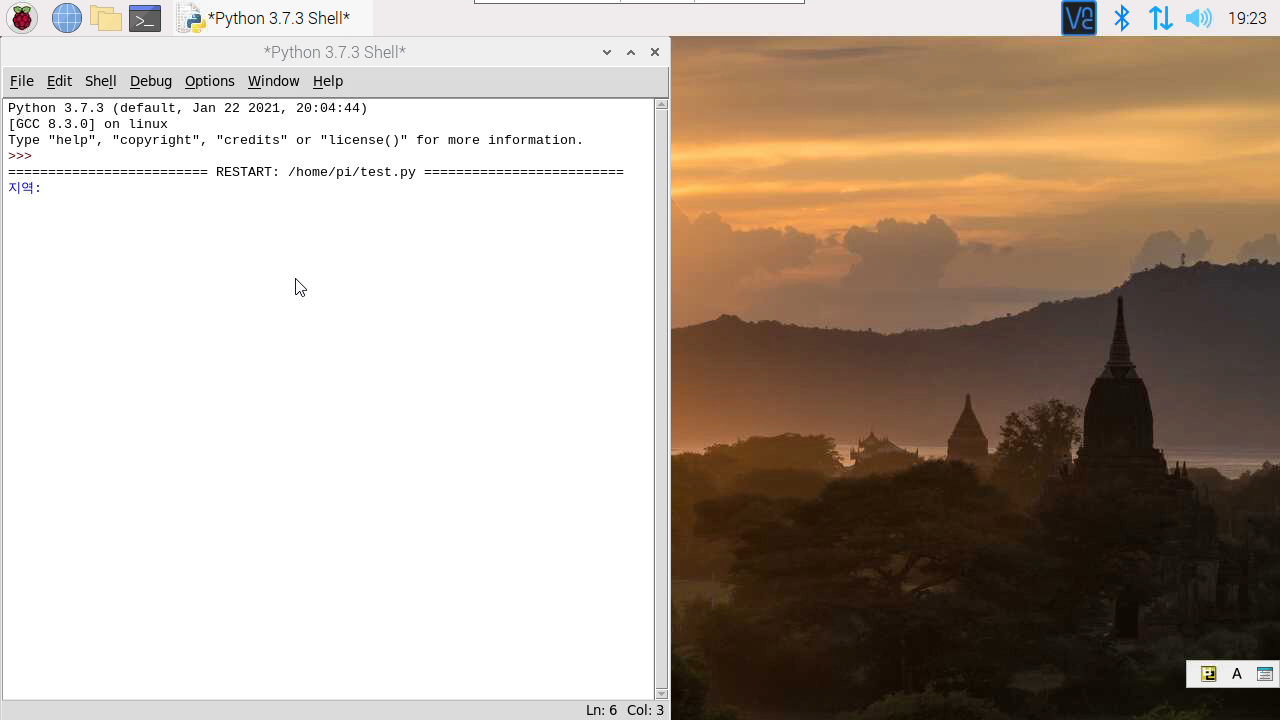 *Python 3.7.3 Shell*
19:23
*Python 3.7.3 Shell*
File Edit Shell Debug Options Window Help
Python 3.7.3 (default, Jan 22 2021, 20:04:44)
[GCC 8.3.0] on linux
Type "help", "copyright", "credits" or "license()" for more information.
>>>
========================= RESTART: /home/pi/test.py =========================
지역:
A
Ln: 6 Col: 3